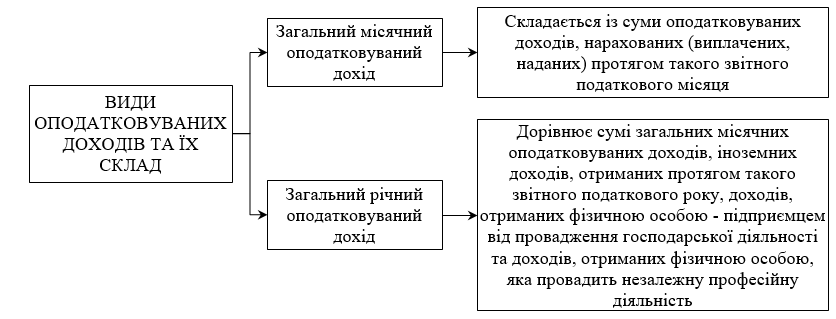 ВИДИ
ОПОДАТКОВУВАНИХ
ДОХОДІВ ТА ЇХ
СКЛАД
Загальний місячний
оподатковуваний
дохід
Складається із суми оподатковуваних
доходів, нарахованих (виплачених,
наданих) протягом такого звітного
податкового місяця
Загальний річний
оподатковуваний
дохід
Дорівнює сумі загальних місячних
оподатковуваних доходів, іноземних
доходів, отриманих протягом такого
звітного податкового року, доходів,
отриманих фізичною особою - підприємцем
від провадження господарської діяльності
та доходів, отриманих фізичною особою,
яка провадить незалежну професійну
діяльність